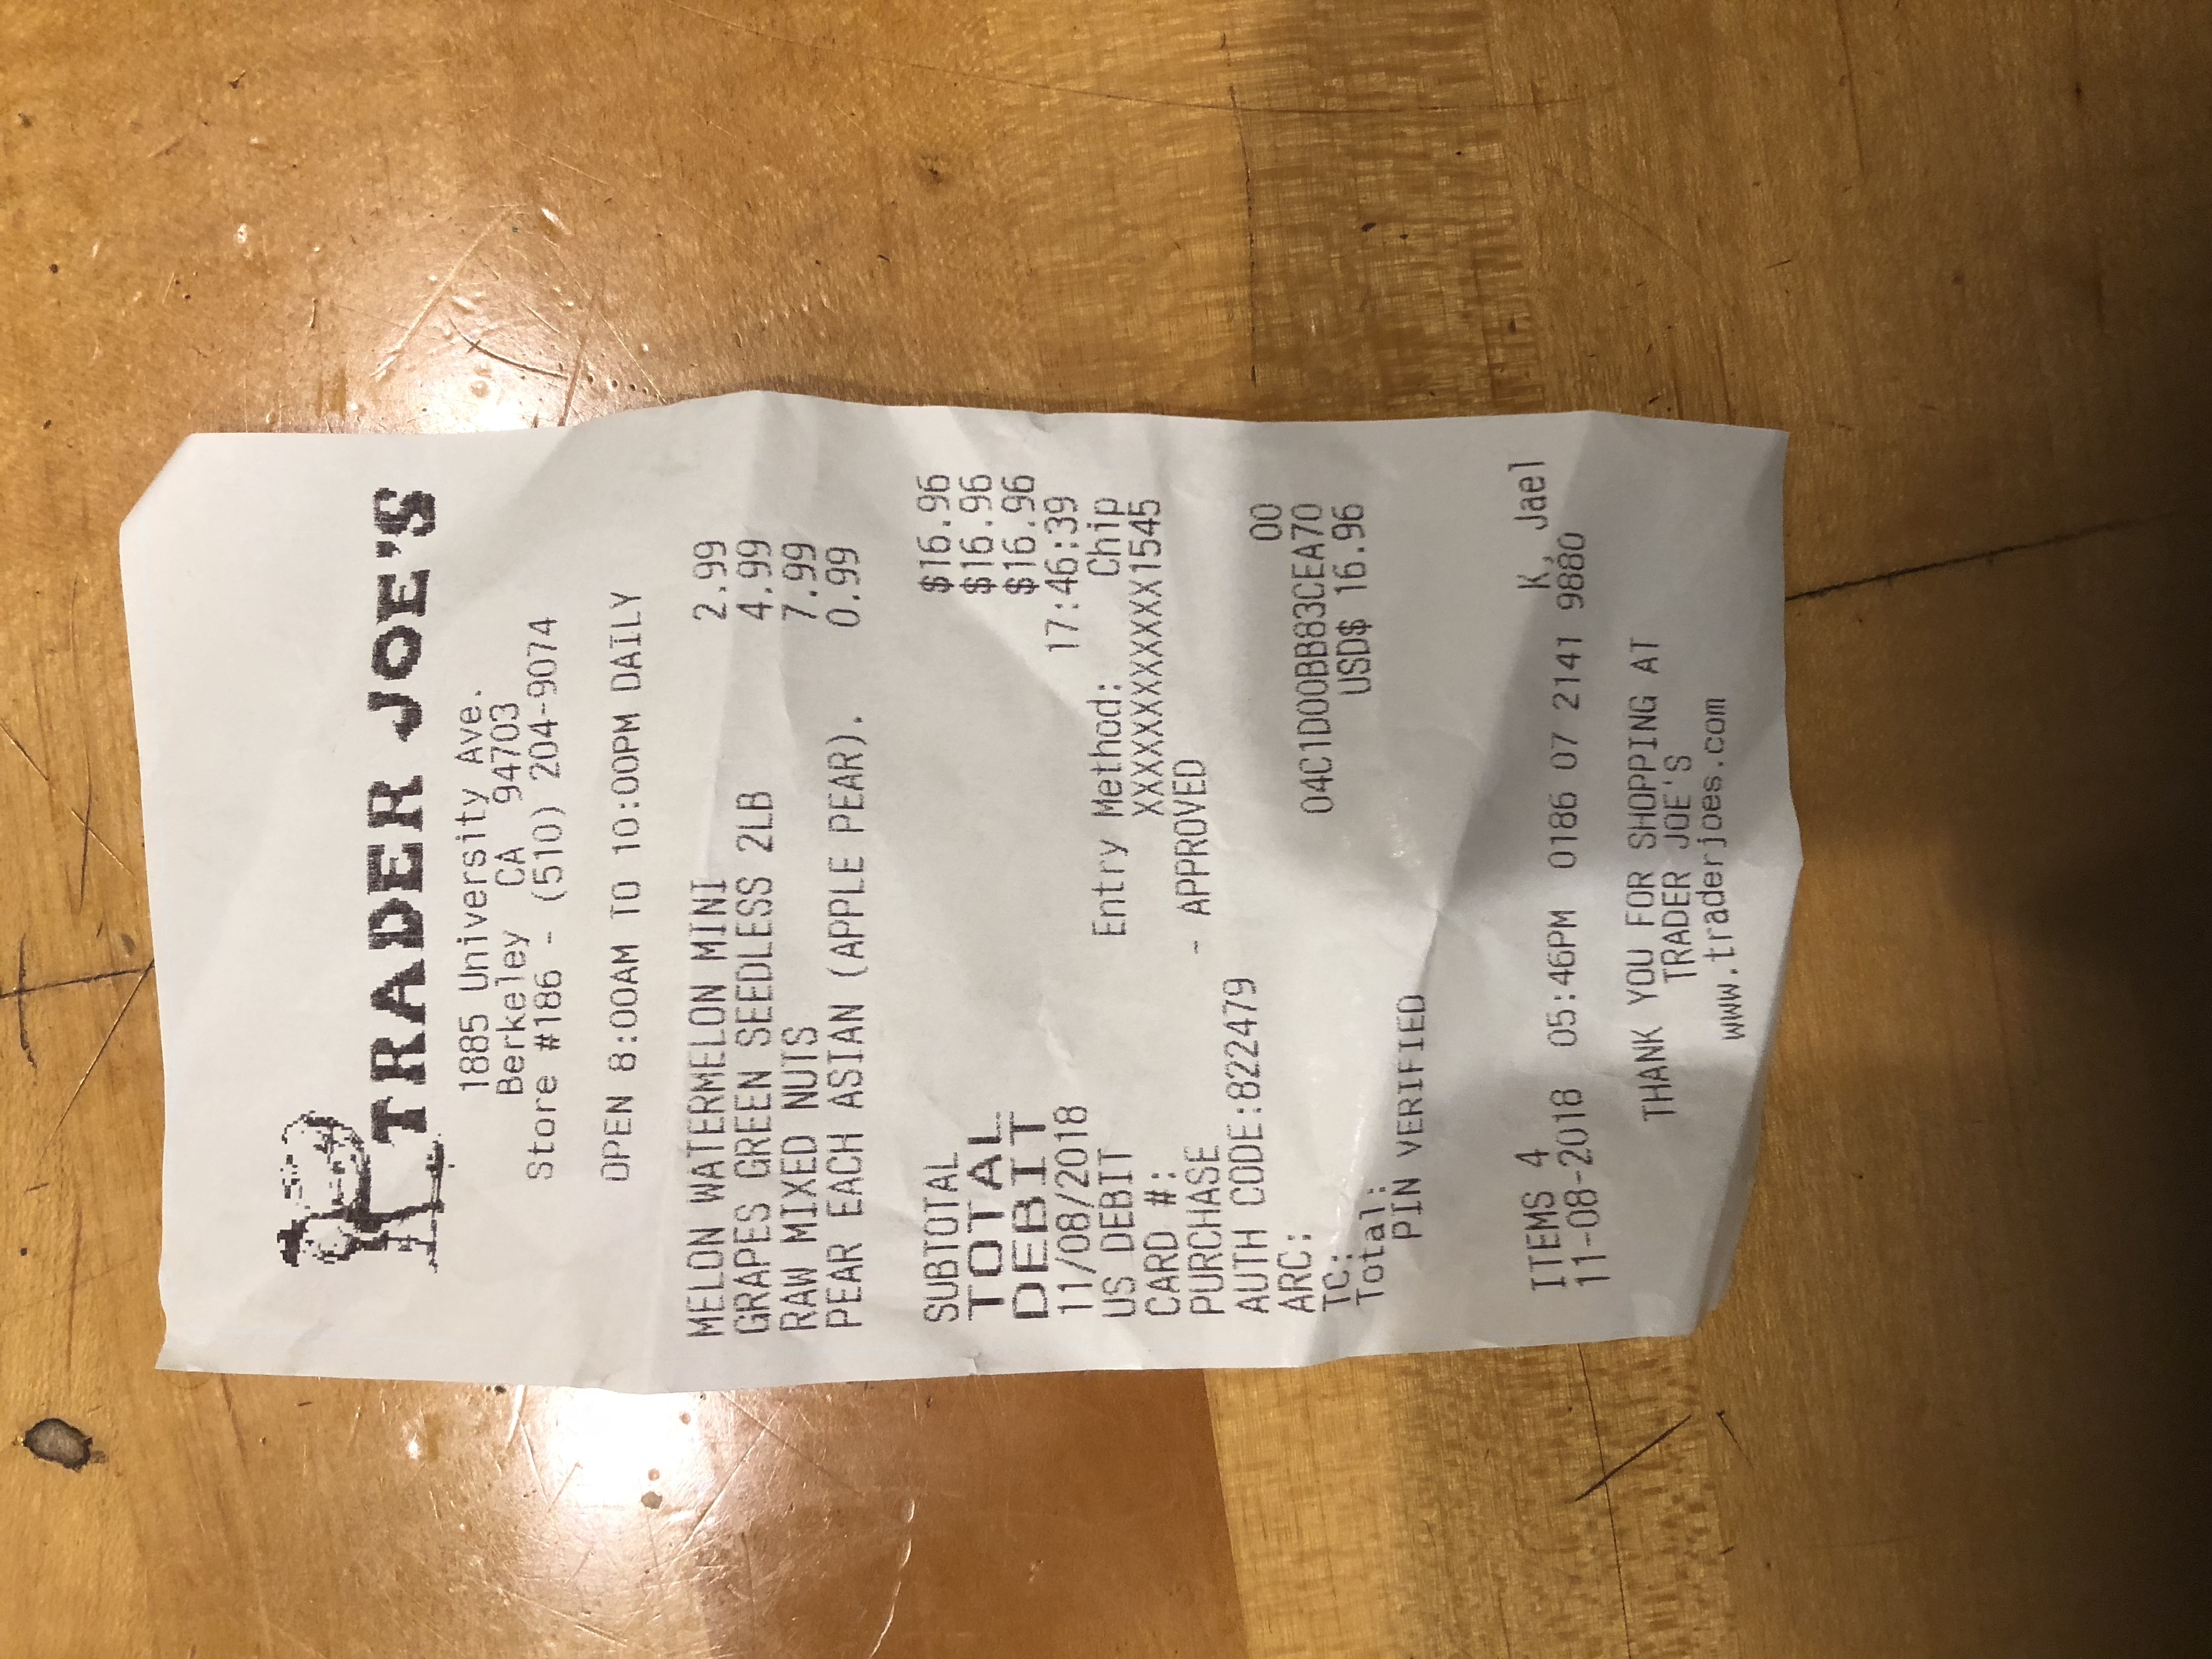 TRADER JOE'S
1885 University Ave.
Berkeley CA 94703
Store #186 - (510) 204-9074
OPEN 8:00AM TO 10:00PM DAILY
MELON WATERMELON MINI 2.99
GRAPES GREEN SEEDLESS 2LB 4.99
RAW MIXED NUTS 7.99
PEAR EACH ASIAN (APPLE PEAR). 0.99
SUBTOTAL $16.96
TOTAL $16.96
DEBIT $16.96
11/08/2018 17:46:39
US DEBIT Entry Method: Chip
CARD #: XXXXXXXXXXXX1545
PURCHASE - APPROVED
AUTH CODE:822479
ARC: 00
TC: 04C1D00BB83CEA70
Total: USD$ 16.96
PIN VERIFIED
ITEMS 4 K, Jael
11-08-2018 05:46PM 0186 07 2141 9880
THANK YOU FOR SHOPPING AT
TRADER JOE'S
www.traderjoes.com